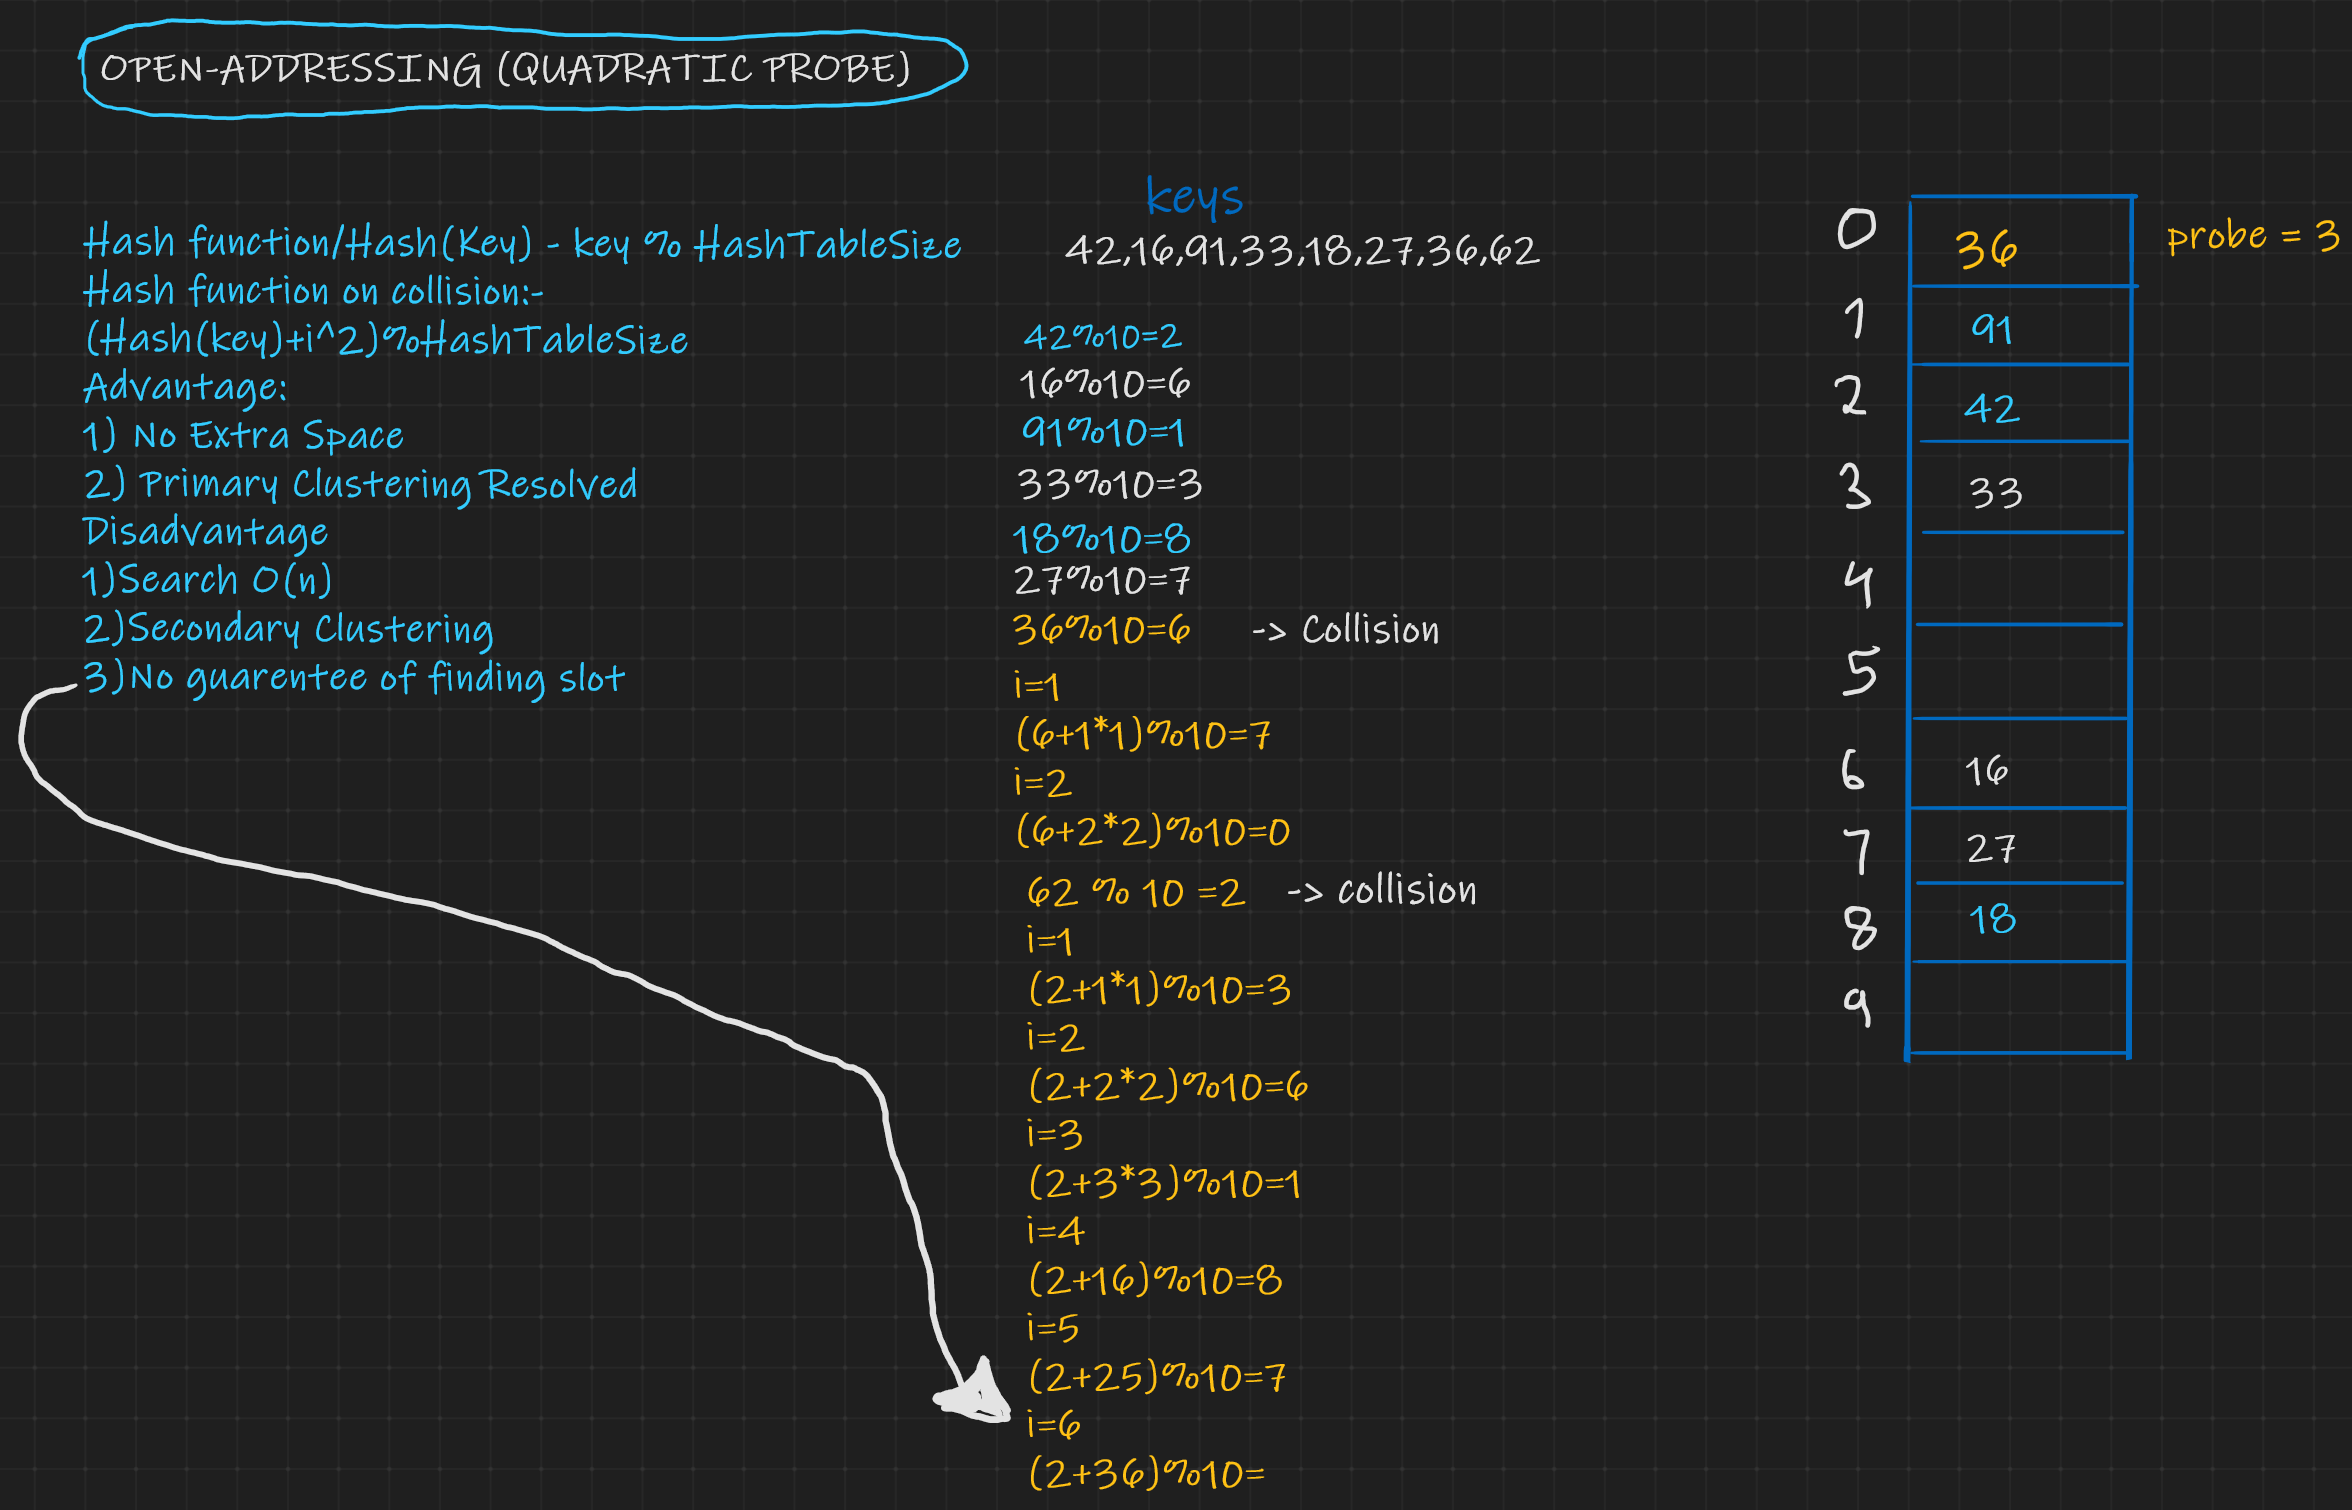 OPEN-ADDRESSING (QUADRATIC PROBE)
Hash function/Hash(Key) - key % HashTableSize
Hash function on collision:-
(Hash(key)+i^2)%HashTableSize
Advantage:
1) No Extra Space
2) Primary Clustering Resolved
Disadvantage
1)Search O(n)
2)Secondary Clustering
3)No guarentee of finding slot
keys
42,16,91,33,18,27,36,62
42%10=2
16%10=6
91%10=1
33%10=3
18%10=8
27%10=7
36%10=6 -> Collision
i=1
(6+1*1)%10=7
i=2
(6+2*2)%10=0
62 % 10 =2 -> collision
i=1
(2+1*1)%10=3
i=2
(2+2*2)%10=6
i=3
(2+3*3)%10=1
i=4
(2+16)%10=8
i=5
(2+25)%10=7
i=6
(2+36)%10=
0 36 probe = 3
1 91
2 42
3 33
4
5
6 16
7 27
8 18
9